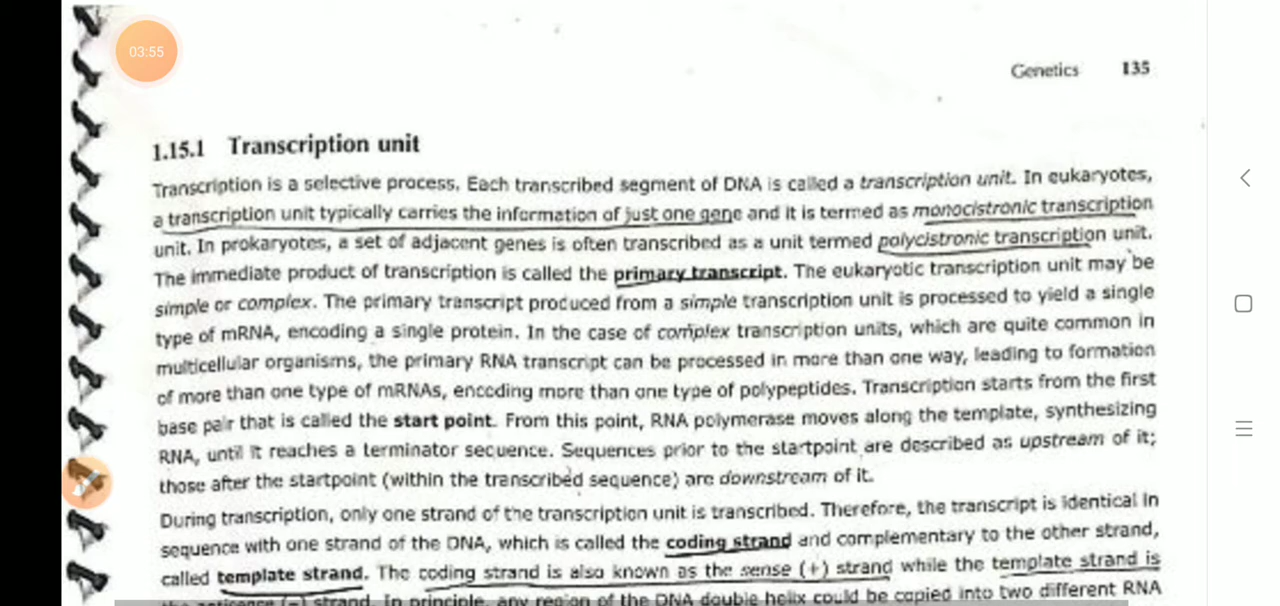 03:55
Genetics 135
1.15.1 Transcription unit
Transcription is a selective process. Each transcribed segment of DNA is called a transcription unit. In eukaryotes,
a transcription unit typically carries the information of just one gene and it is termed as monocistronic transcription
unit. In prokaryotes, a set of adjacent genes is often transcribed as a unit termed polycistronic transcription unit.
The immediate product of transcription is called the primary transcript. The eukaryotic transcription unit may be
simple or complex. The primary transcript produced from a simple transcription unit is processed to yield a single
type of mRNA, encoding a single protein. In the case of complex transcription units, which are quite common in
multicellular organisms, the primary RNA transcript can be processed in more than one way, leading to formation
of more than one type of mRNAs, encoding more than one type of polypeptides. Transcription starts from the first
base pair that is called the start point. From this point, RNA polymerase moves along the template, synthesizing
RNA, until it reaches a terminator sequence. Sequences prior to the startpoint are described as upstream of it;
those after the startpoint (within the transcribed sequence) are downstream of it.
During transcription, only one strand of the transcription unit is transcribed. Therefore, the transcript is identical in
sequence with one strand of the DNA, which is called the coding strand and complementary to the other strand,
called template strand. The coding strand is also known as the sense (+) strand while the template strand is
the antisense (–) strand. In principle, any region of the DNA double helix could be copied into two different RNA